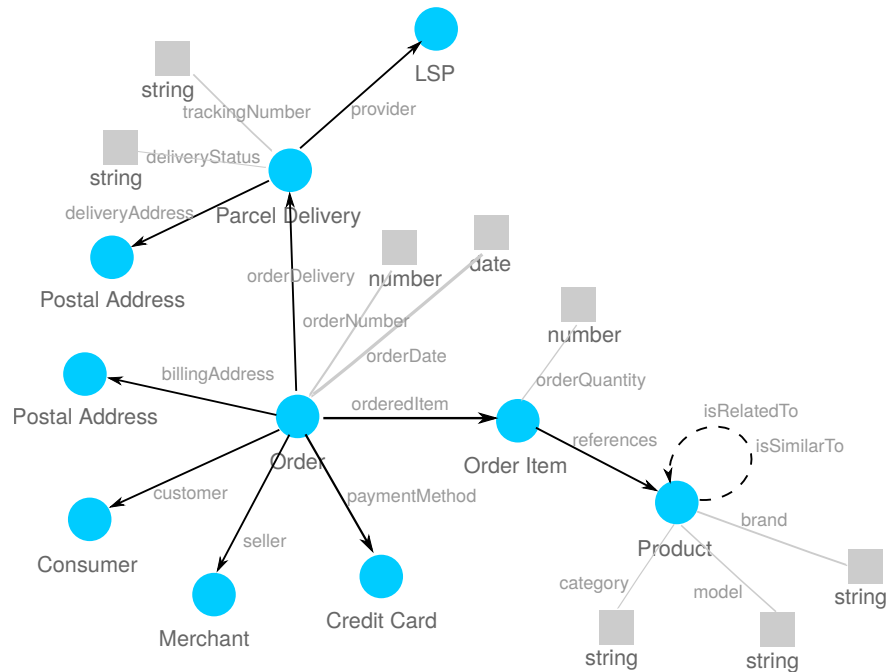 LSP
string
trackingNumber
provider
deliveryStatus
string
deliveryAddress
Parcel Delivery
Postal Address
orderDelivery
number
date
orderNumber
number
orderDate
billingAddress
orderQuantity
Postal Address
orderedItem
isRelatedTo
references
isSimilarTo
Order
Order Item
customer
paymentMethod
seller
brand
Product
Consumer
category
model
string
Merchant
Credit Card
string
string